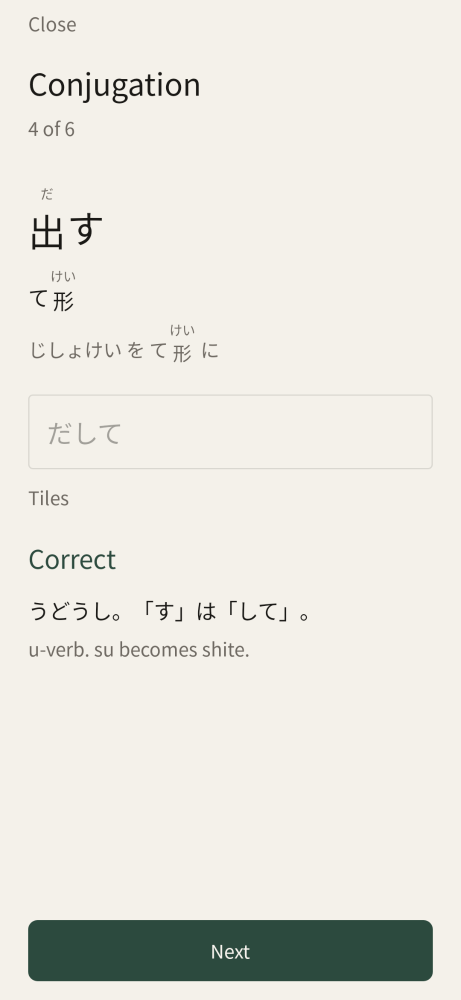 Close
Conjugation
4 of 6
だ
出す
けい
て形
けい
じしょけい を て 形 に
だして
Tiles
Correct
うどうし。「す」は「して」。
u-verb. su becomes shite.
Next